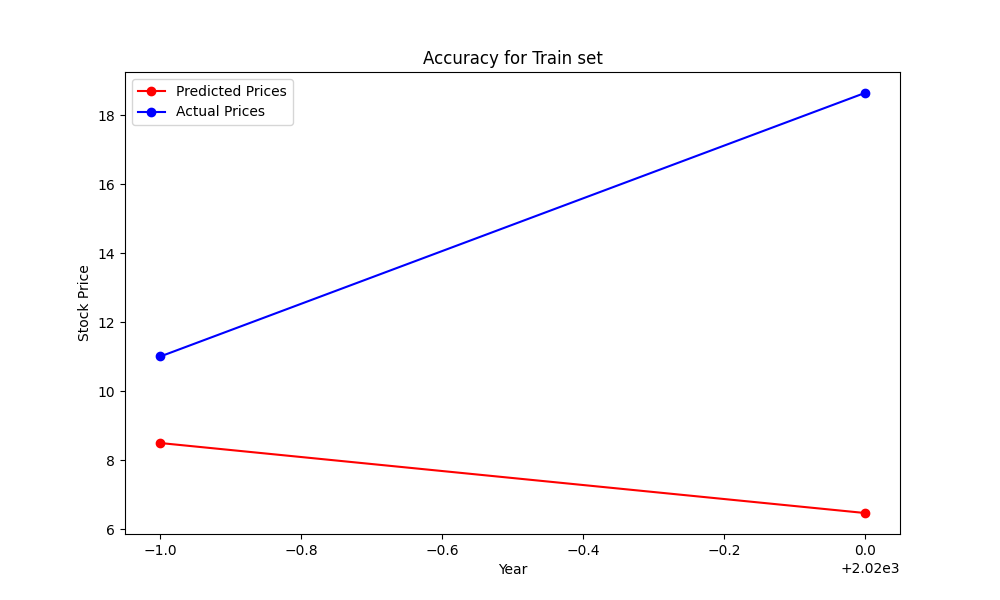 Accuracy for Train set
Predicted Prices
Actual Prices
18
16
14
12
10
8
6
Stock Price
−1.0 −0.8 −0.6 −0.4 −0.2 0.0
+2.02e3
Year